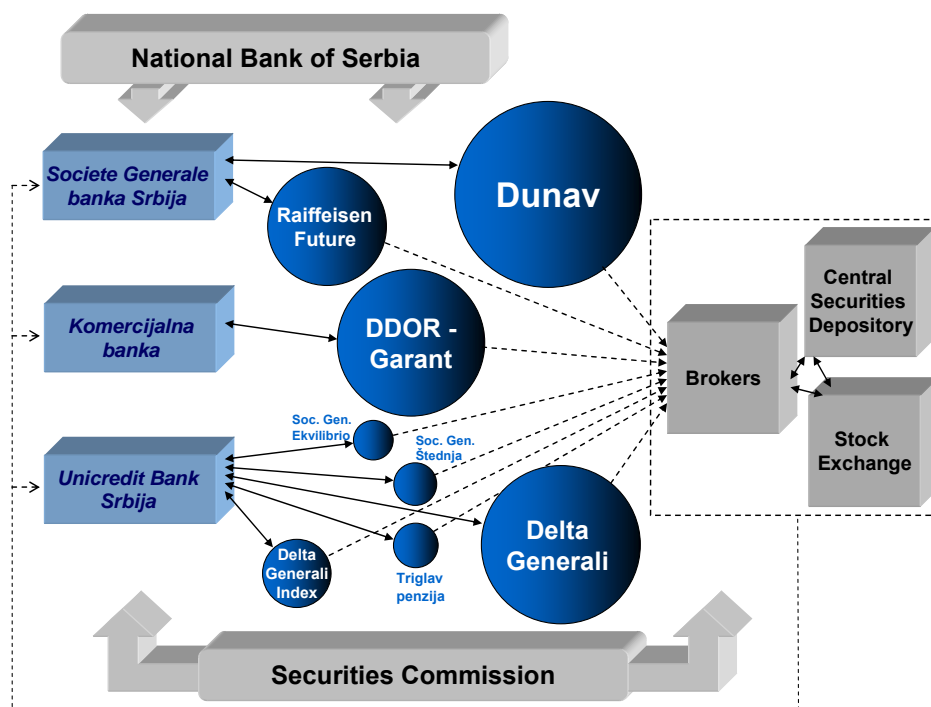 National Bank of Serbia
Societe Generale
banka Srbija
Dunav
Raiffeisen
Future
Central
Securities
Depository
Komercijalna
banka
DDOR -
Garant
Brokers
Soc. Gen.
Ekvilibrio
Soc. Gen.
Štednja
Stock
Exchange
Unicredit Bank
Srbija
Delta
Generali
Delta
Generali
Index
Triglav
penzija
Securities Commission